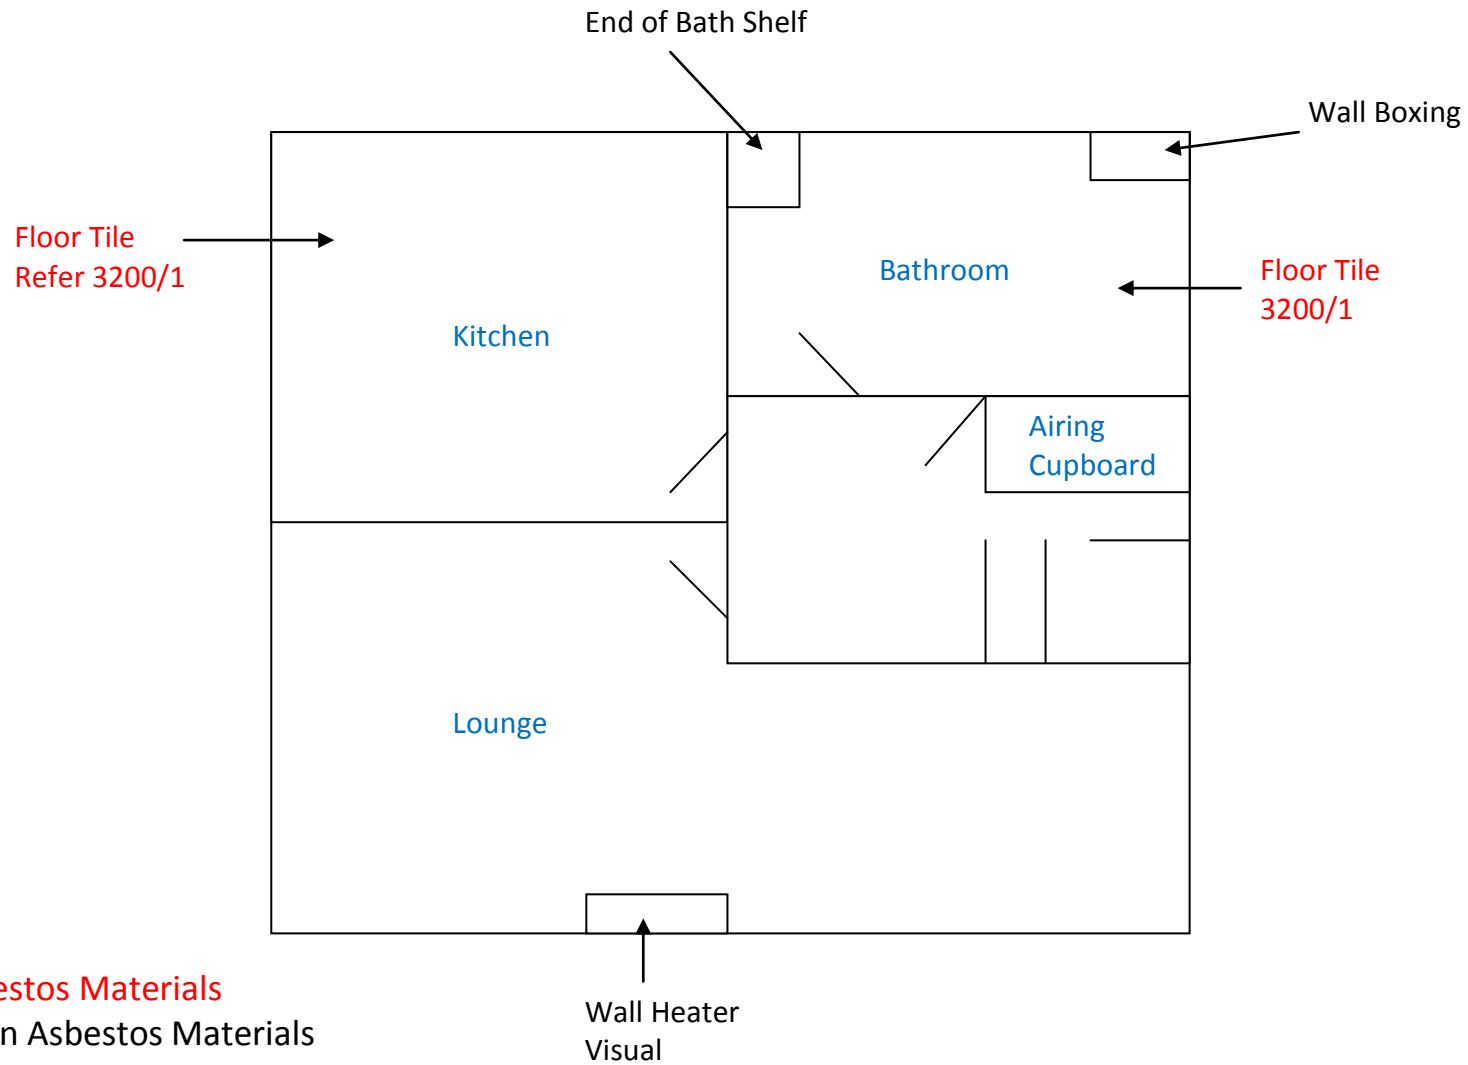 End of Bath Shelf
Wall Boxing
Floor Tile
Refer 3200/1
Bathroom
Floor Tile
3200/1
Kitchen
Airing
Cupboard
Lounge
Materials
Asbestos Materials
Wall Heater
Visual